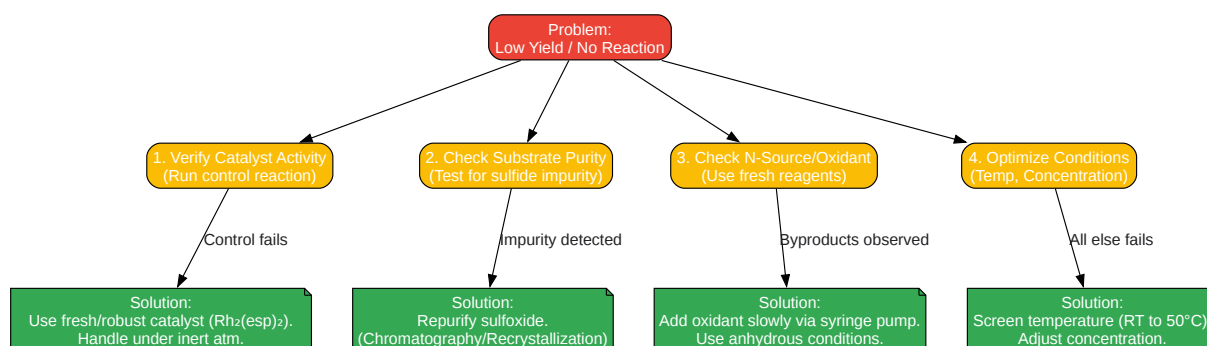 Problem:
Low Yield / No Reaction
1. Verify Catalyst Activity
(Run control reaction)
2. Check Substrate Purity
(Test for sulfide impurity)
3. Check N-Source/Oxidant
(Use fresh reagents)
4. Optimize Conditions
(Temp, Concentration)
Control fails
Impurity detected
Byproducts observed
All else fails
Solution:
Use fresh/robust catalyst (Rh₂(esp)₂).
Handle under inert atm.
Solution:
Repurify sulfoxide.
(Chromatography/Recrystallization)
Solution:
Add oxidant slowly via syringe pump.
Use anhydrous conditions.
Solution:
Screen temperature (RT to 50°C)
Adjust concentration.